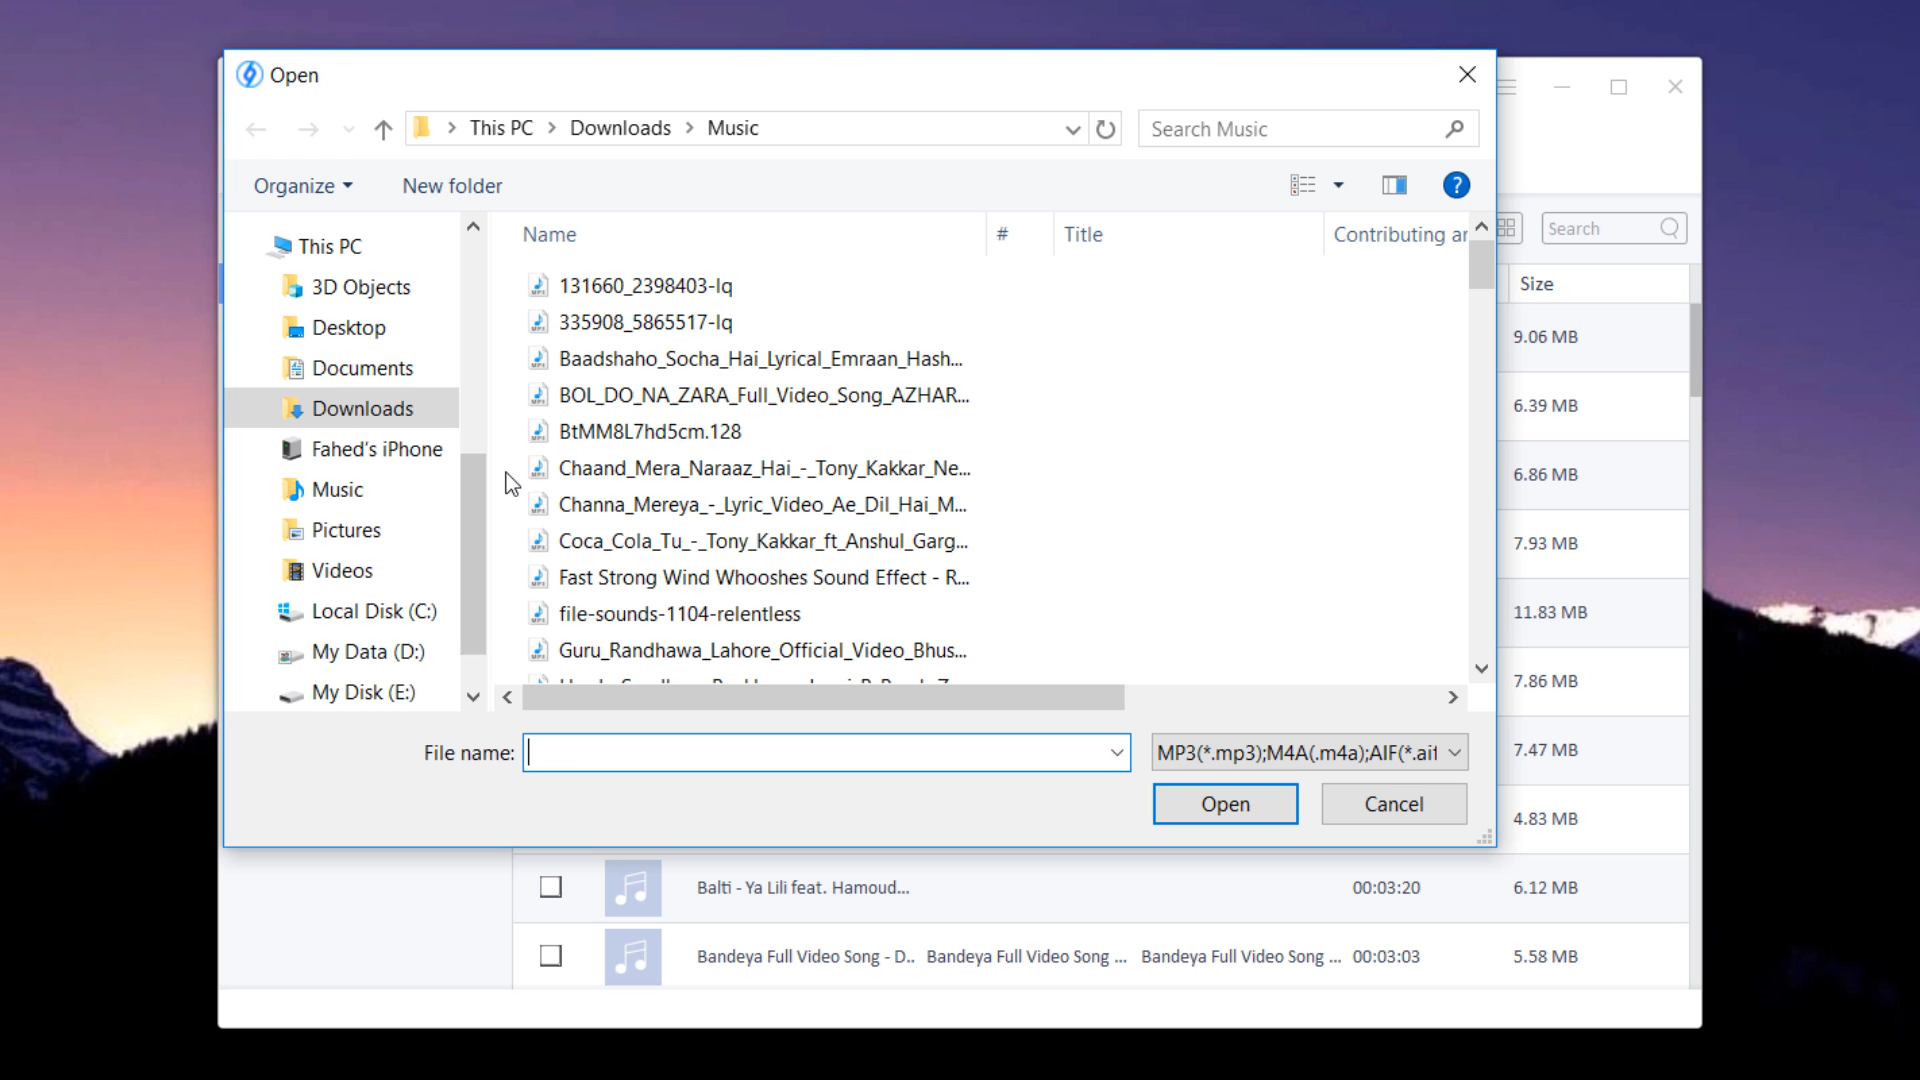 Open
This PC > Downloads > Music
Search Music
Organize
New folder
?
This PC
3D Objects
Desktop
Documents
Downloads
Fahed's iPhone
Music
Pictures
Videos
Local Disk (C:)
My Data (D:)
My Disk (E:)
Name # Title Contributing ar
131660_2398403-lq
335908_5865517-lq
Baadshaho_Socha_Hai_Lyrical_Emraan_Hash...
BOL_DO_NA_ZARA_Full_Video_Song_AZHAR...
BtMM8L7hd5cm.128
Chaand_Mera_Naraaz_Hai_-_Tony_Kakkar_Ne...
Channa_Mereya_-_Lyric_Video_Ae_Dil_Hai_M...
Coca_Cola_Tu_-_Tony_Kakkar_ft_Anshul_Garg...
Fast Strong Wind Whooshes Sound Effect - R...
file-sounds-1104-relentless
Guru_Randhawa_Lahore_Official_Video_Bhus...
File name:
MP3(*.mp3);M4A(.m4a);AIF(*.aif
Open
Cancel
Search
Size
9.06 MB
6.39 MB
6.86 MB
7.93 MB
11.83 MB
7.86 MB
7.47 MB
4.83 MB
Balti - Ya Lili feat. Hamoud... 00:03:20 6.12 MB
Bandeya Full Video Song - D.. Bandeya Full Video Song ... Bandeya Full Video Song ... 00:03:03 5.58 MB